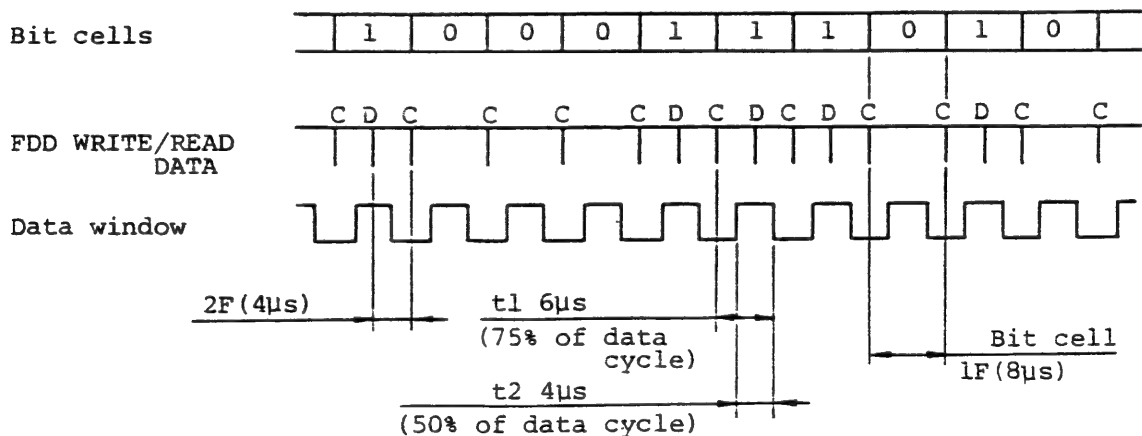 Bit cells 1 0 0 0 1 1 1 0 1 0
C D C C C C D C D C D C C D C C
FDD WRITE/READ
DATA
Data window
2F(4µs)
t1 6µs
(75% of data
cycle)
Bit cell
1F(8µs)
t2 4µs
(50% of data cycle)